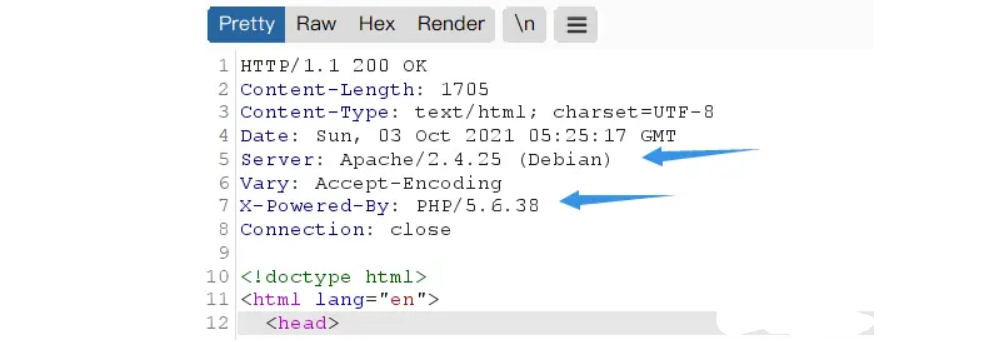 Pretty Raw Hex Render \n
1 HTTP/1.1 200 OK
2 Content-Length: 1705
3 Content-Type: text/html; charset=UTF-8
4 Date: Sun, 03 Oct 2021 05:25:17 GMT
5 Server: Apache/2.4.25 (Debian)
6 Vary: Accept-Encoding
7 X-Powered-By: PHP/5.6.38
8 Connection: close
9
10 <!doctype html>
11 <html lang="en">
12 <head>